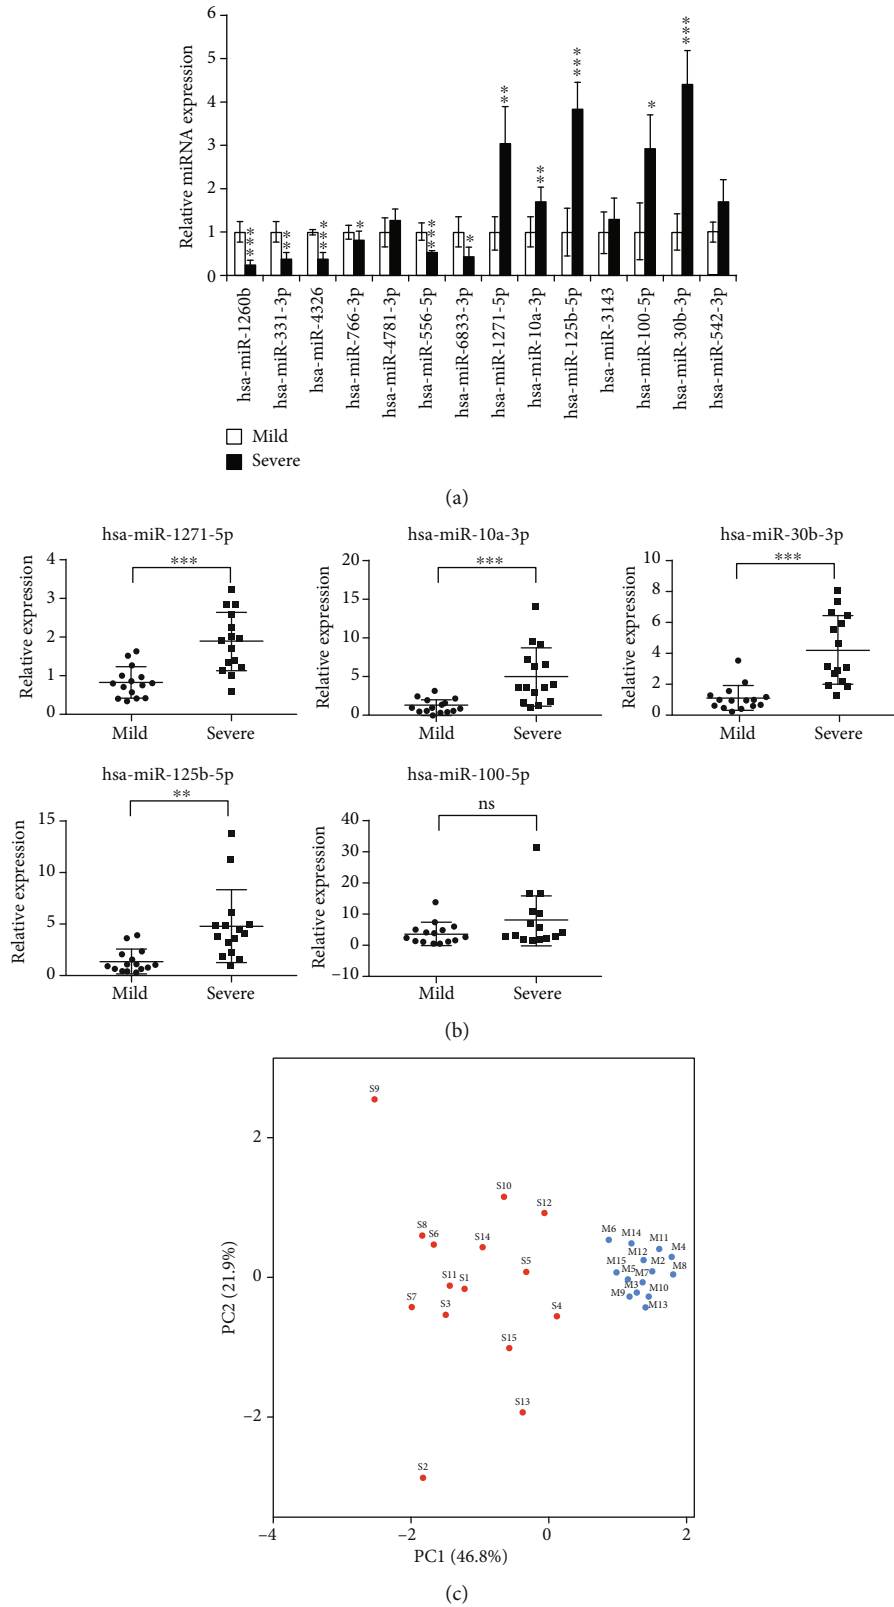 Relative miRNA expression
6
5
4
3
2
1
0
*** ** *** * *** * ** ** *** * ***
hsa-miR-1260b
hsa-miR-331-3p
hsa-miR-4326
hsa-miR-766-3p
hsa-miR-4781-3p
hsa-miR-556-5p
hsa-miR-6833-3p
hsa-miR-1271-5p
hsa-miR-10a-3p
hsa-miR-125b-5p
hsa-miR-3143
hsa-miR-100-5p
hsa-miR-30b-3p
hsa-miR-542-3p
Mild
Severe
(a)
hsa-miR-1271-5p
***
Relative expression
4
3
2
1
0
Mild Severe
hsa-miR-10a-3p
***
Relative expression
20
15
10
5
0
Mild Severe
hsa-miR-30b-3p
***
Relative expression
10
8
6
4
2
0
Mild Severe
hsa-miR-125b-5p
**
Relative expression
15
10
5
0
Mild Severe
hsa-miR-100-5p
ns
Relative expression
40
30
20
10
0
−10
Mild Severe
(b)
S9
S10
S12
S8
S6
S14
S5
S11
S1
S7
S3
S4
S15
S13
S2
M6
M14
M11
M12
M4
M15
M5
M7
M2
M8
M3
M9
M10
M13
PC2 (21.9%)
2
0
−2
−4
−2
0
2
PC1 (46.8%)
(c)